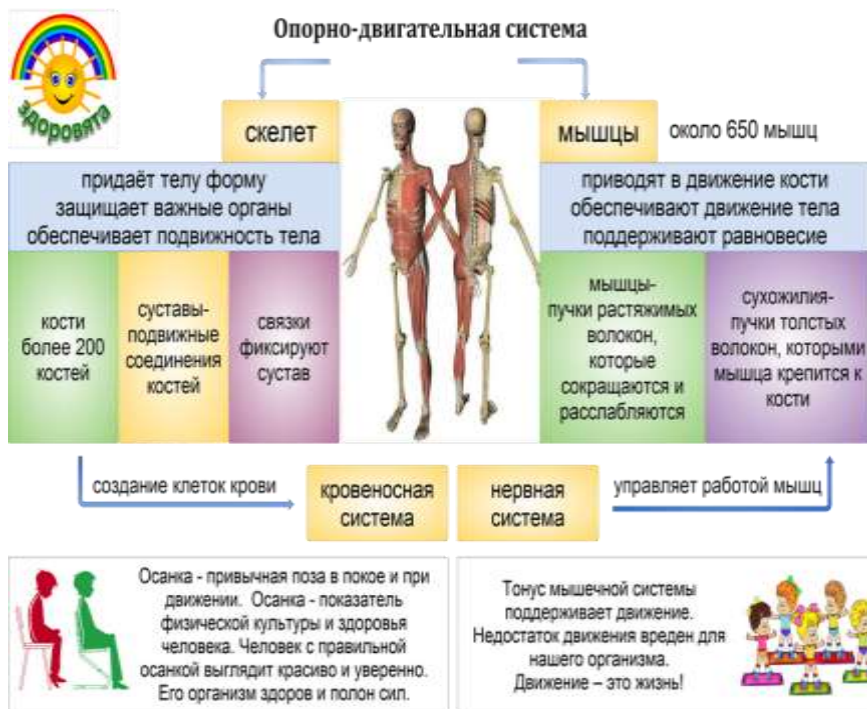 Опорно-двигательная система
здоровята
скелет
мышцы
около 650 мышц
придаёт телу форму
защищает важные органы
обеспечивает подвижность тела
приводят в движение кости
обеспечивают движение тела
поддерживают равновесие
кости
более 200
костей
суставы-
подвижные
соединения
костей
связки
фиксируют
сустав
мышцы-
пучки растяжимых
волокон,
которые
сокращаются и
расслабляются
сухожилия-
пучки толстых
волокон, которыми
мышца крепится к
кости
создание клеток крови
кровеносная
система
нервная
система
управляет работой мышц
Осанка - привычная поза в покое и при
движении. Осанка - показатель
физической культуры и здоровья
человека. Человек с правильной
осанкой выглядит красиво и уверенно.
Его организм здоров и полон сил.
Тонус мышечной системы
поддерживает движение.
Недостаток движения вреден для
нашего организма.
Движение – это жизнь!